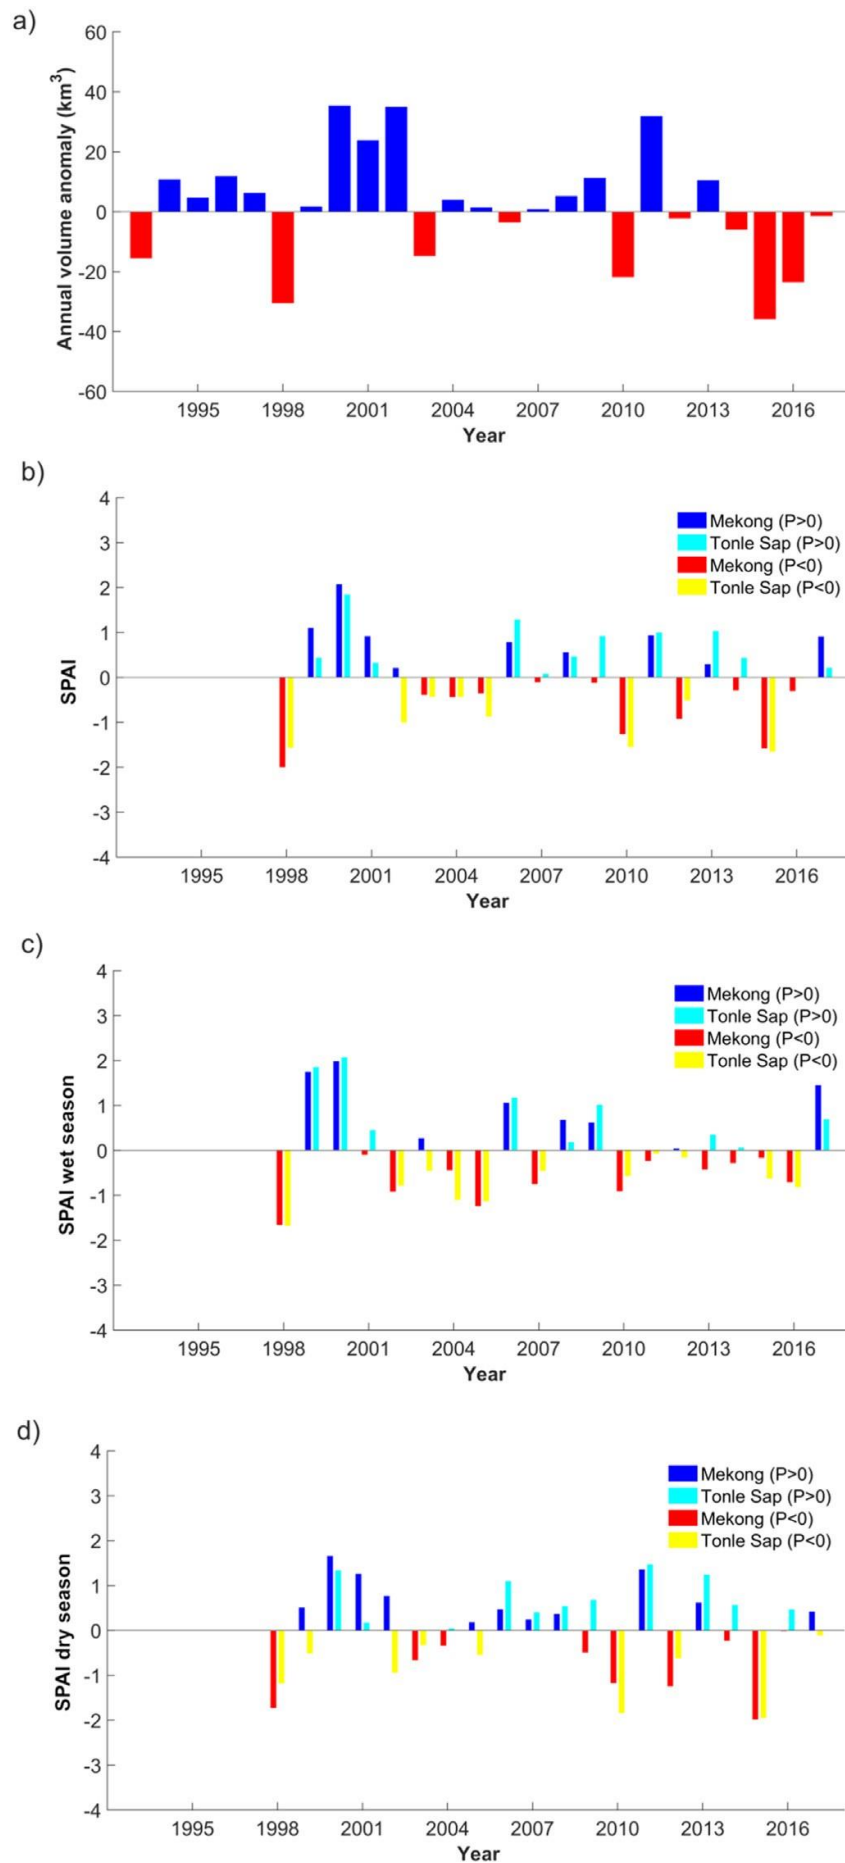 a)
60
40
20
0
-20
-40
-60
Annual volume anomaly (km³)
1995 1998 2001 2004 2007 2010 2013 2016
Year
b)
4
3
2
1
0
-1
-2
-3
-4
SPAI
Mekong (P>0)
Tonle Sap (P>0)
Mekong (P<0)
Tonle Sap (P<0)
1995 1998 2001 2004 2007 2010 2013 2016
Year
c)
4
3
2
1
0
-1
-2
-3
-4
SPAI wet season
Mekong (P>0)
Tonle Sap (P>0)
Mekong (P<0)
Tonle Sap (P<0)
1995 1998 2001 2004 2007 2010 2013 2016
Year
d)
4
3
2
1
0
-1
-2
-3
-4
SPAI dry season
Mekong (P>0)
Tonle Sap (P>0)
Mekong (P<0)
Tonle Sap (P<0)
1995 1998 2001 2004 2007 2010 2013 2016
Year